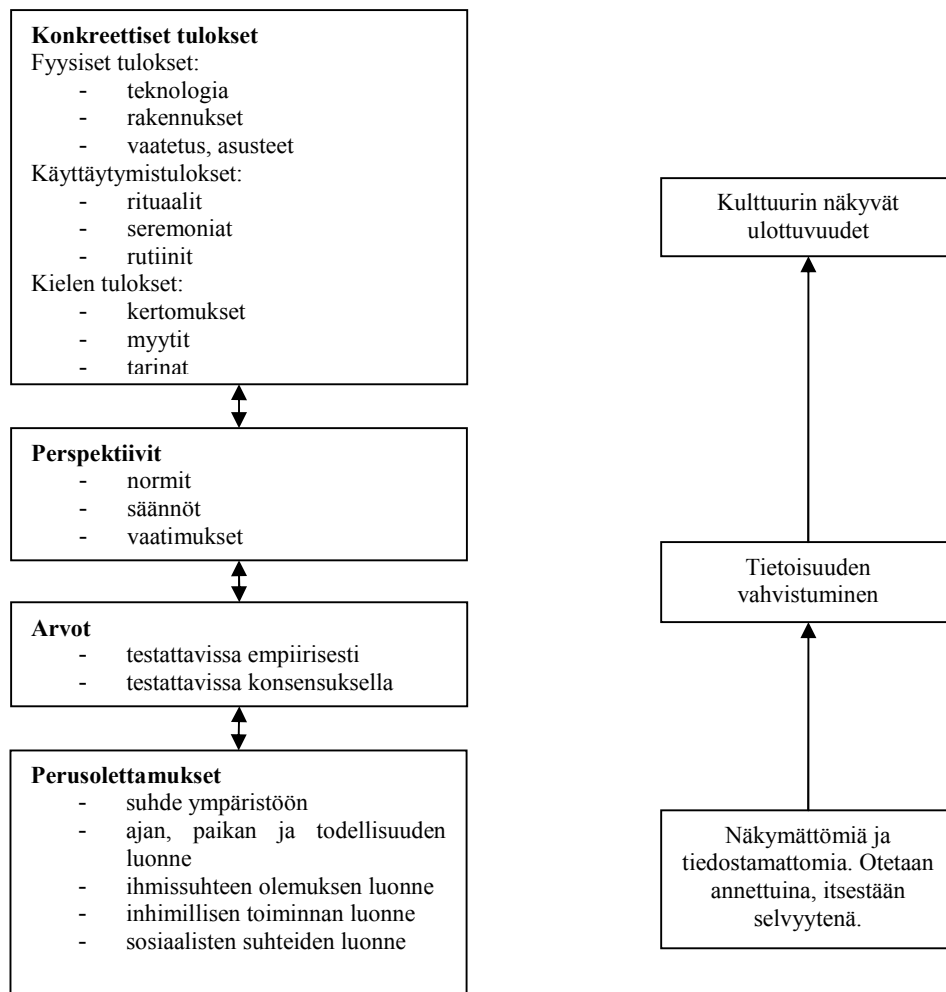 Konkreettiset tulokset
Fyysiset tulokset:
- teknologia
- rakennukset
- vaatetus, asusteet
Käyttäytymistulokset:
- rituaalit
- seremoniat
- rutiinit
Kielen tulokset:
- kertomukset
- myytit
- tarinat
Perspektiivit
- normit
- säännöt
- vaatimukset
Arvot
- testattavissa empiirisesti
- testattavissa konsensuksella
Perusolettamukset
- suhde ympäristöön
- ajan, paikan ja todellisuuden
luonne
- ihmissuhteen olemuksen luonne
- inhimillisen toiminnan luonne
- sosiaalisten suhteiden luonne
Kulttuurin näkyvät
ulottuvuudet
Tietoisuuden
vahvistuminen
Näkymättömiä ja
tiedostamattomia. Otetaan
annettuina, itsestään
selvyytenä.